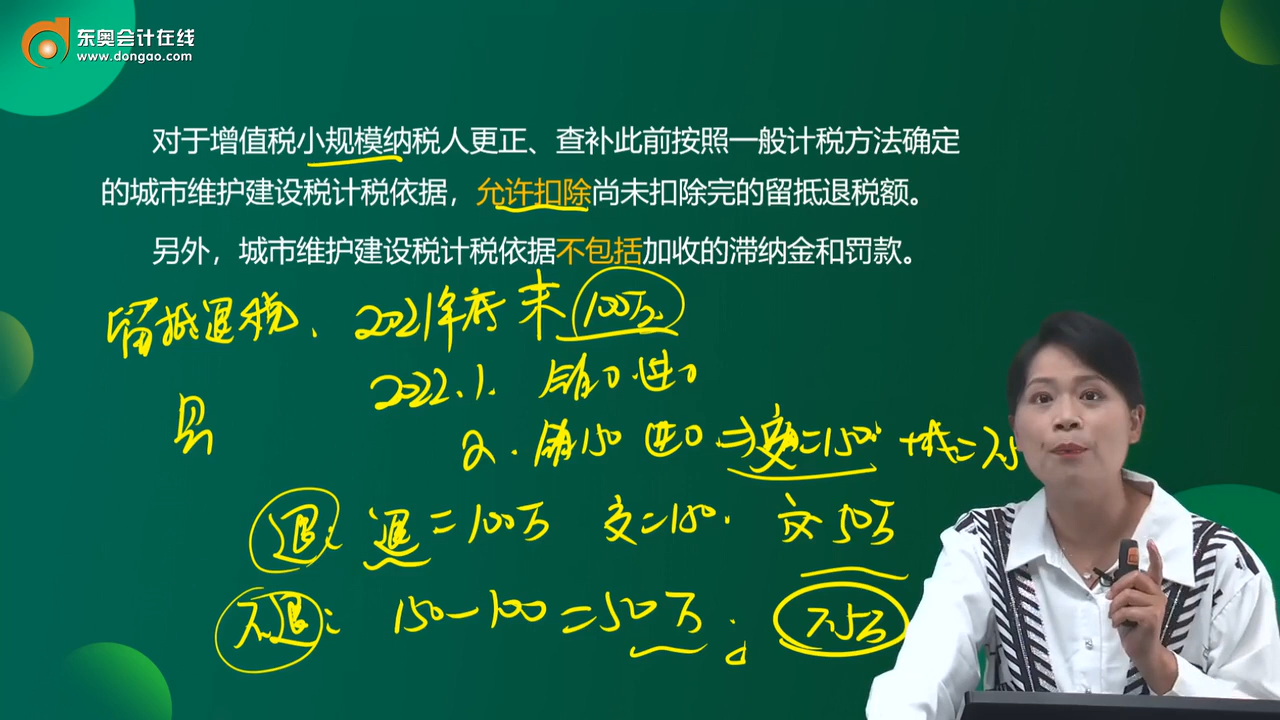 东奥会计在线
www.dongao.com
对于增值税小规模纳税人更正、查补此前按照一般计税方法确定
的城市维护建设税计税依据，允许扣除尚未扣除完的留抵退税额。
另外，城市维护建设税计税依据不包括加收的滞纳金和罚款。
留抵退税、2021年底 末 100万
2022.1. 销0 进0
县
2. 销150 进0 =150
退： 退=100万 交=150. 交50万
不退： 150-100=50万 7.5万